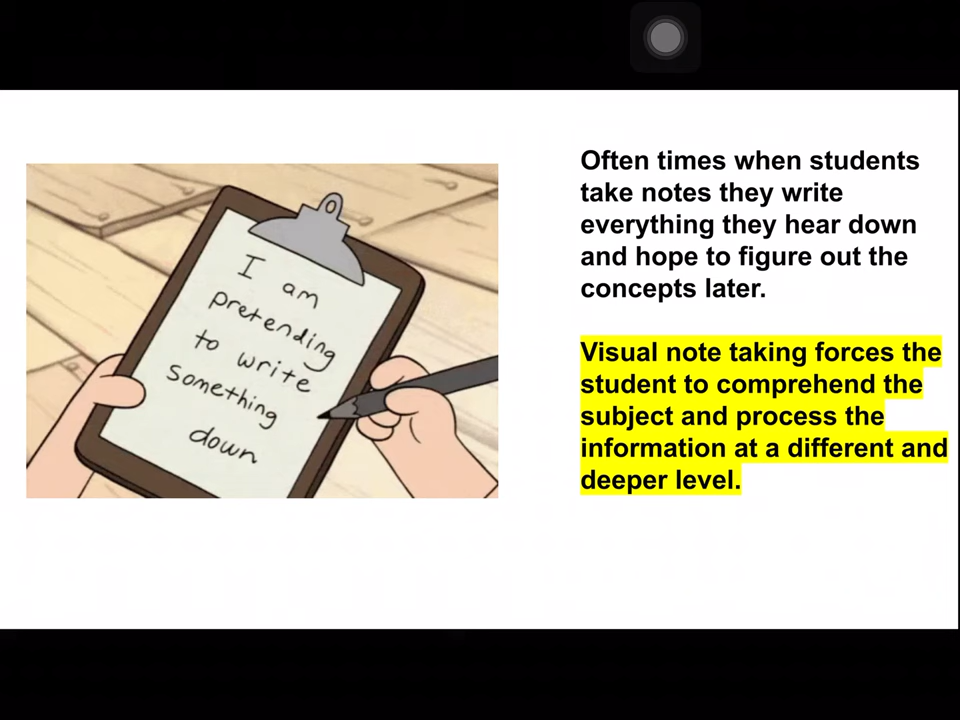 I am
pretending
to write
something
down
Often times when students
take notes they write
everything they hear down
and hope to figure out the
concepts later.
Visual note taking forces the
student to comprehend the
subject and process the
information at a different and
deeper level.